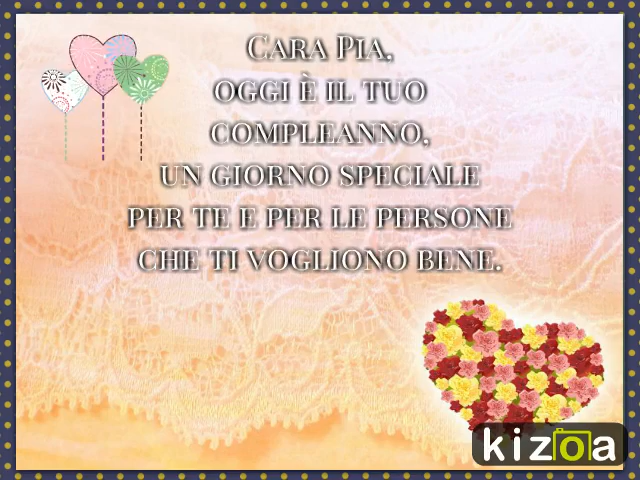 Cara Pia,
oggi è il tuo
compleanno,
un giorno speciale
per te e per le persone
che ti vogliono bene.
kizoa